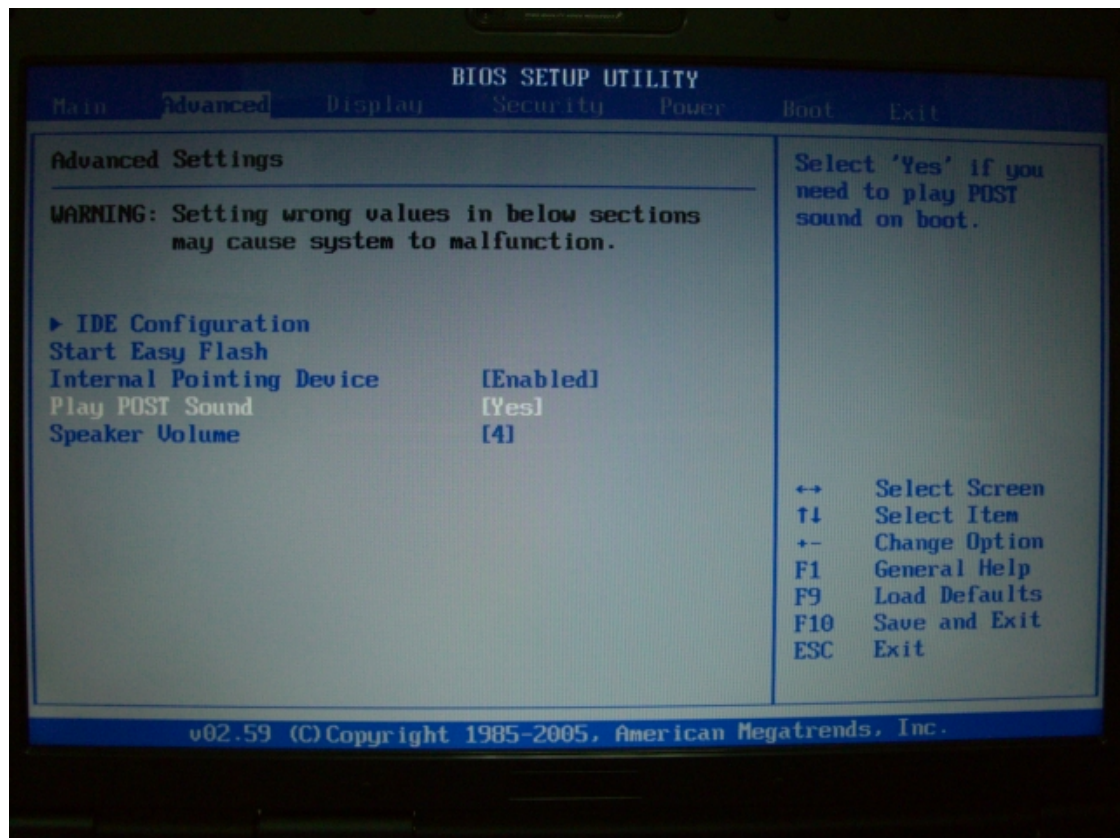 BIOS SETUP UTILITY
Main Advanced Display Security Power Boot Exit
Advanced Settings
WARNING: Setting wrong values in below sections
may cause system to malfunction.
► IDE Configuration
Start Easy Flash
Internal Pointing Device [Enabled]
Play POST Sound [Yes]
Speaker Volume [4]
Select 'Yes' if you
need to play POST
sound on boot.
←→ Select Screen
↑↓ Select Item
+- Change Option
F1 General Help
F9 Load Defaults
F10 Save and Exit
ESC Exit
v02.59 (C)Copyright 1985-2005, American Megatrends, Inc.